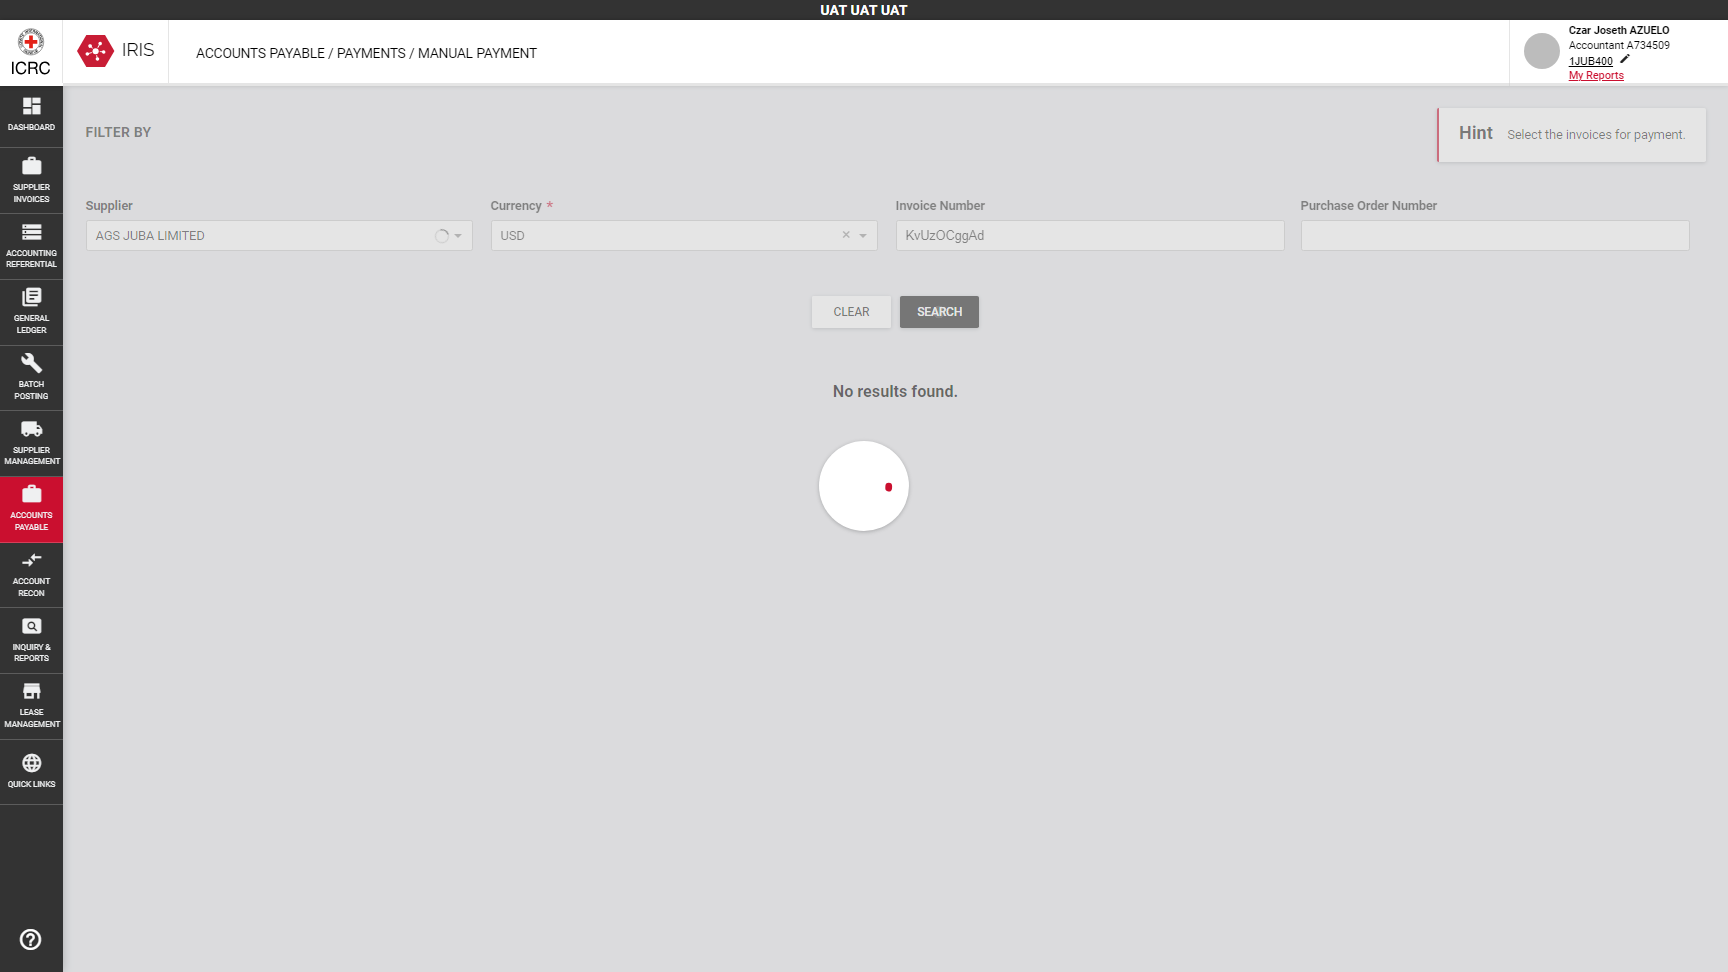 UAT UAT UAT
ICRC
IRIS
ACCOUNTS PAYABLE / PAYMENTS / MANUAL PAYMENT
Czar Joseth AZUELO
Accountant A734509
1JUB400
My Reports
DASHBOARD
SUPPLIER
INVOICES
ACCOUNTING
REFERENTIAL
GENERAL
LEDGER
BATCH
POSTING
SUPPLIER
MANAGEMENT
ACCOUNTS
PAYABLE
ACCOUNT
RECON
INQUIRY &
REPORTS
LEASE
MANAGEMENT
QUICK LINKS
FILTER BY
Hint Select the invoices for payment.
Supplier
AGS JUBA LIMITED
Currency *
USD
Invoice Number
KvUzOCggAd
Purchase Order Number
CLEAR
SEARCH
No results found.